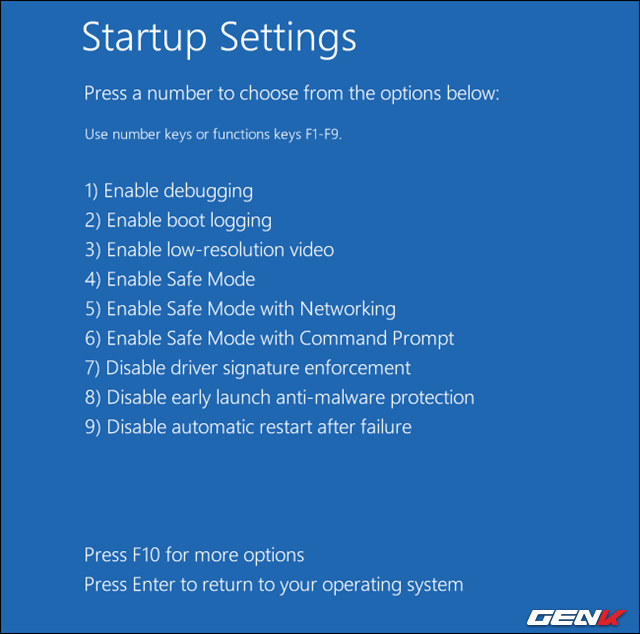 Startup Settings
Press a number to choose from the options below:
Use number keys or functions keys F1-F9.
1) Enable debugging
2) Enable boot logging
3) Enable low-resolution video
4) Enable Safe Mode
5) Enable Safe Mode with Networking
6) Enable Safe Mode with Command Prompt
7) Disable driver signature enforcement
8) Disable early launch anti-malware protection
9) Disable automatic restart after failure
Press F10 for more options
Press Enter to return to your operating system
GENK